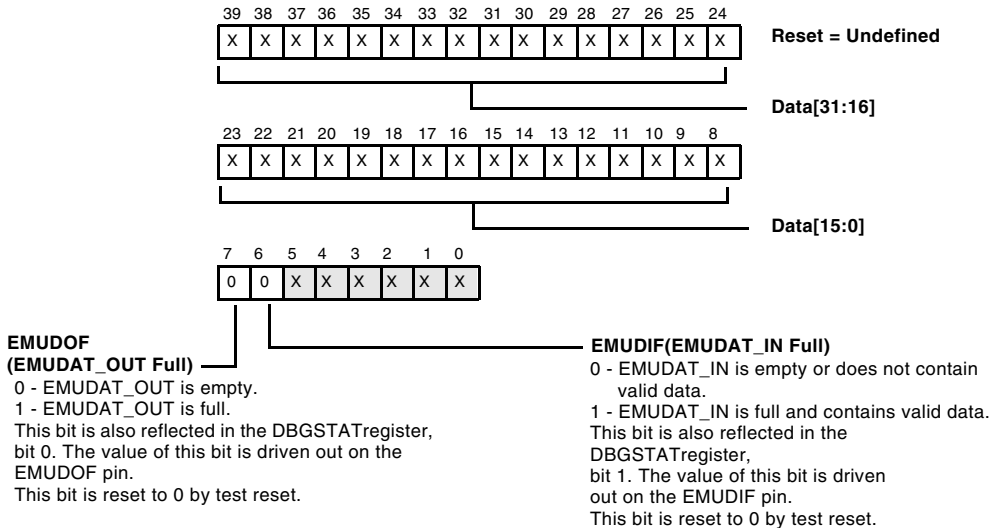 39 38 37 36 35 34 33 32 31 30 29 28 27 26 25 24
X X X X X X X X X X X X X X X X
Reset = Undefined
Data[31:16]
23 22 21 20 19 18 17 16 15 14 13 12 11 10 9 8
X X X X X X X X X X X X X X X X
Data[15:0]
7 6 5 4 3 2 1 0
0 0 X X X X X X
EMUDOF
(EMUDAT_OUT Full)
0 - EMUDAT_OUT is empty.
1 - EMUDAT_OUT is full.
This bit is also reflected in the DBGSTATregister,
bit 0. The value of this bit is driven out on the
EMUDOF pin.
This bit is reset to 0 by test reset.
EMUDIF(EMUDAT_IN Full)
0 - EMUDAT_IN is empty or does not contain
valid data.
1 - EMUDAT_IN is full and contains valid data.
This bit is also reflected in the
DBGSTATregister,
bit 1. The value of this bit is driven
out on the EMUDIF pin.
This bit is reset to 0 by test reset.